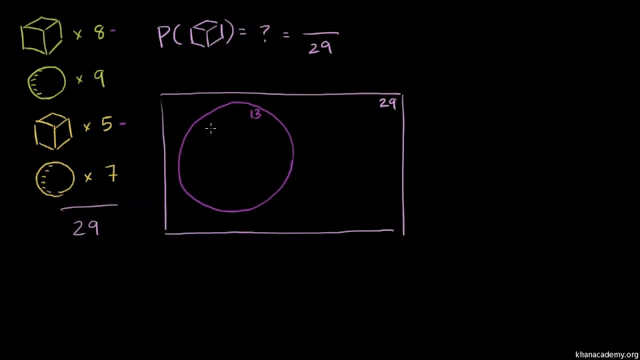 × 8 -
× 9
× 5 -
× 7
29
P( ) = ? = 
29
29
13
khanacademy.org